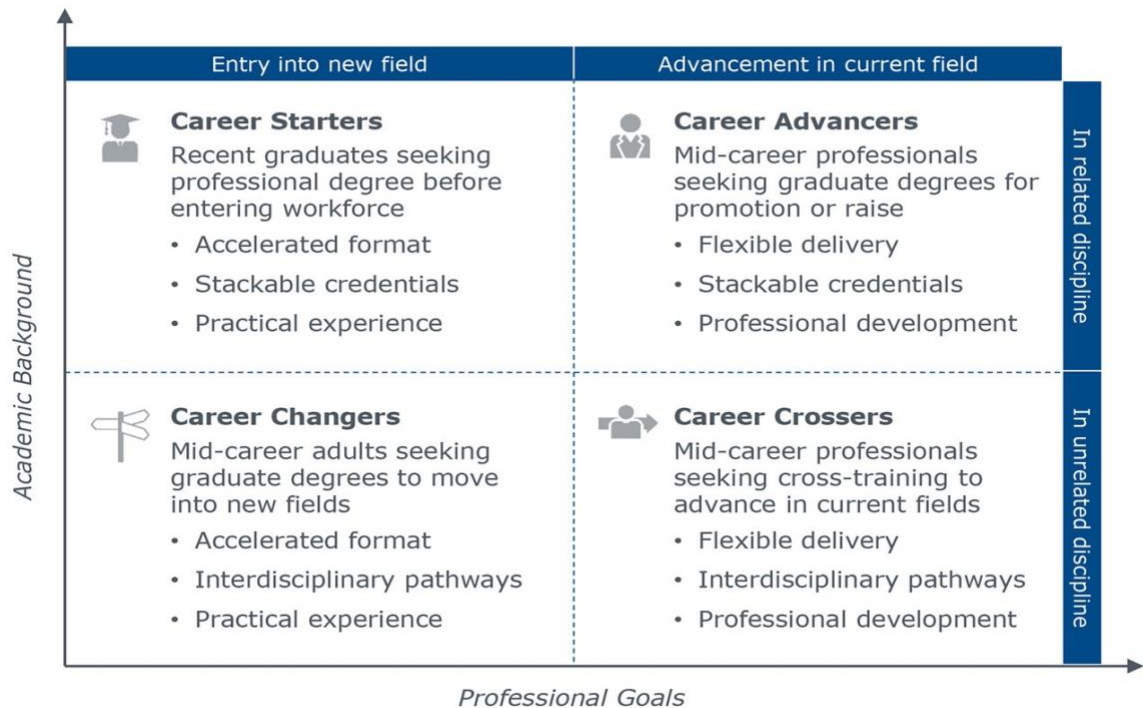 Entry into new field
Advancement in current field
Career Starters
Recent graduates seeking
professional degree before
entering workforce
• Accelerated format
• Stackable credentials
• Practical experience
Career Advancers
Mid-career professionals
seeking graduate degrees for
promotion or raise
• Flexible delivery
• Stackable credentials
• Professional development
In related discipline
Career Changers
Mid-career adults seeking
graduate degrees to move
into new fields
• Accelerated format
• Interdisciplinary pathways
• Practical experience
Career Crossers
Mid-career professionals
seeking cross-training to
advance in current fields
• Flexible delivery
• Interdisciplinary pathways
• Professional development
In unrelated discipline
Academic Background
Professional Goals